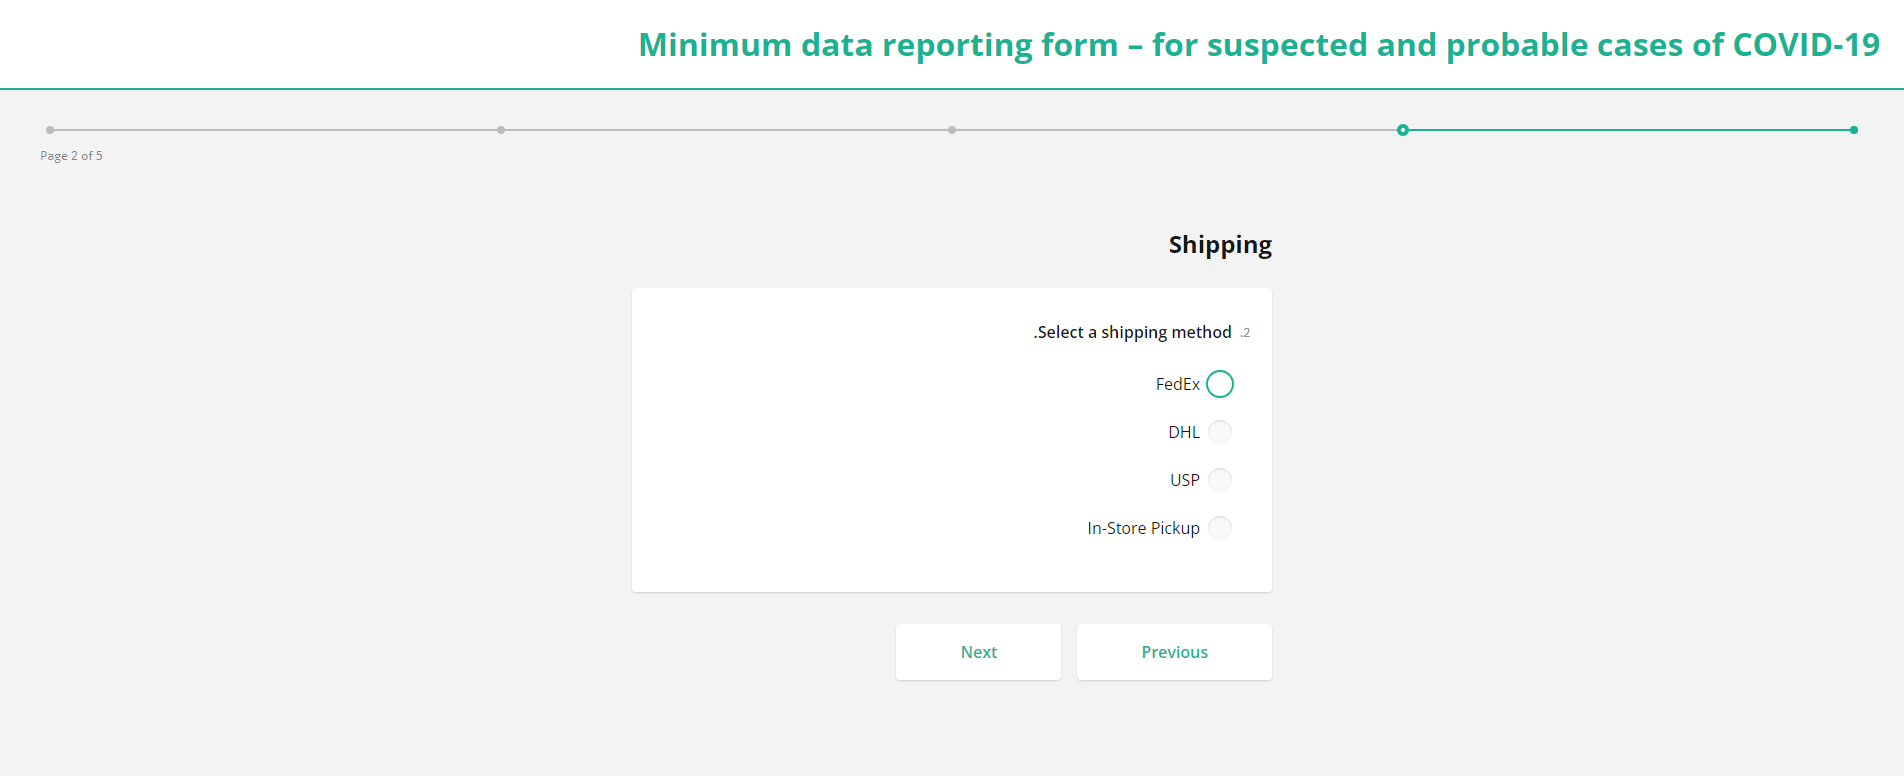 Minimum data reporting form – for suspected and probable cases of COVID-19
Page 2 of 5
Shipping
.2 .Select a shipping method
FedEx
DHL
USP
In-Store Pickup
Previous
Next